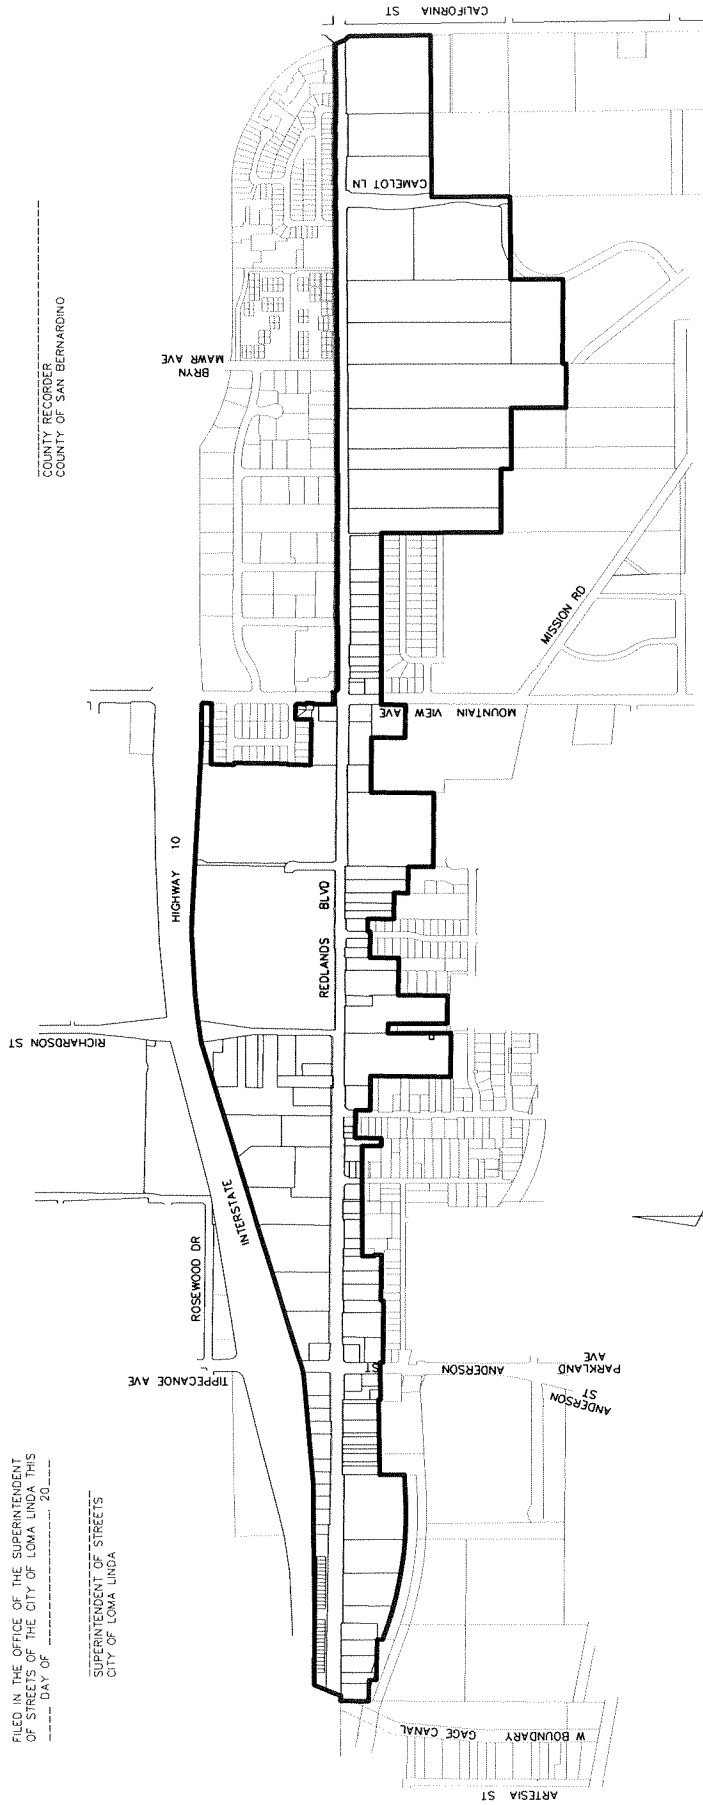 FILED IN THE OFFICE OF THE SUPERINTENDENT
OF STREETS OF THE CITY OF LOMA LINDA THIS
____ DAY OF ______________, 20____
SUPERINTENDENT OF STREETS
CITY OF LOMA LINDA
COUNTY RECORDER
COUNTY OF SAN BERNARDINO
ARTESIA ST
W BOUNDARY GAGE CANAL
TIPPECANOE AVE
ROSEWOOD DR
ANDERSON
ST
PARKLAND
AVE
ANDERSON
ST
INTERSTATE
HIGHWAY 10
RICHARDSON ST
REDLANDS BLVD
MOUNTAIN VIEW AVE
MISSION RD
BRYN
MAWR AVE
CAMELOT LN
CALIFORNIA
ST